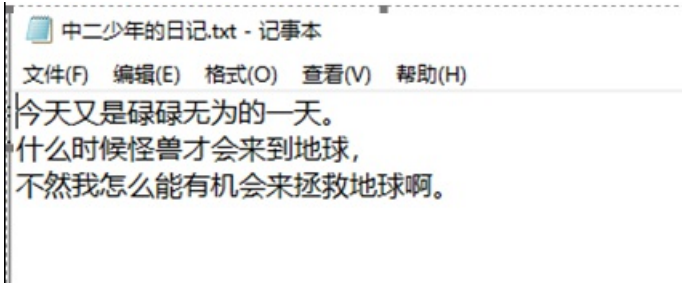 中二少年的日记.txt - 记事本
文件(F) 编辑(E) 格式(O) 查看(V) 帮助(H)
今天又是碌碌无为的一天。
什么时候怪兽才会来到地球，
不然我怎么能有机会来拯救地球啊。